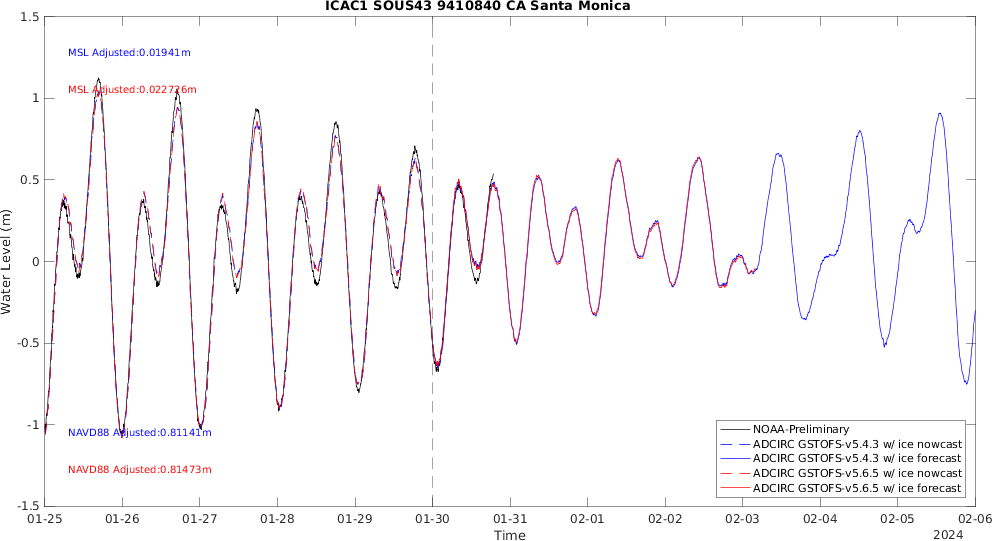 ICAC1 SOUS43 9410840 CA Santa Monica
1.5
MSL Adjusted:0.01941m
MSL Adjusted:0.022726m
1
0.5
0
-0.5
-1
-1.5
Water Level (m)
NAVD88 Adjusted:0.81141m
NAVD88 Adjusted:0.81473m
NOAA-Preliminary
ADCIRC GSTOFS-v5.4.3 w/ ice nowcast
ADCIRC GSTOFS-v5.4.3 w/ ice forecast
ADCIRC GSTOFS-v5.6.5 w/ ice nowcast
ADCIRC GSTOFS-v5.6.5 w/ ice forecast
01-25 01-26 01-27 01-28 01-29 01-30 01-31 02-01 02-02 02-03 02-04 02-05 02-06
Time
2024